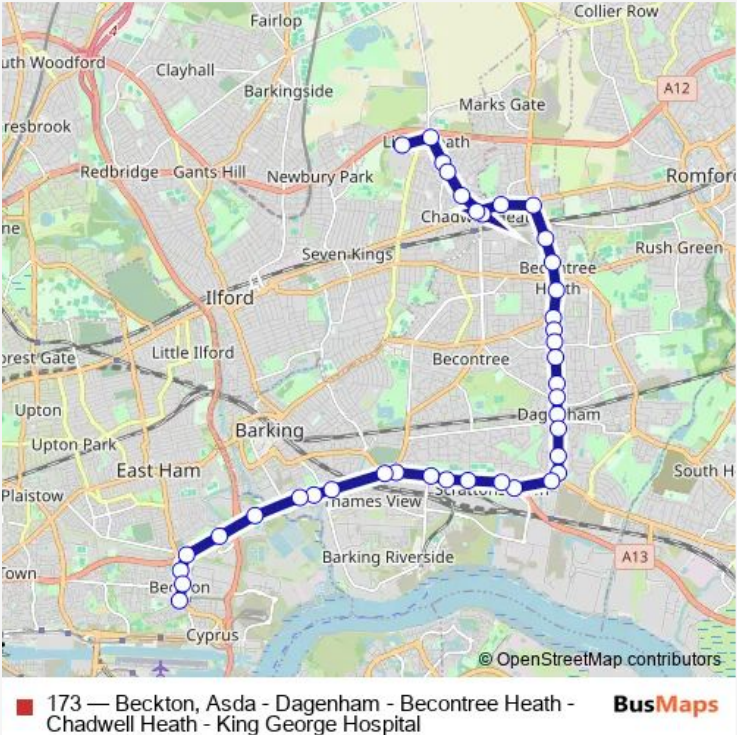 Collier Row
Fairlop
4
uth Woodford
Clayhall
A12
Barkingside
Marks Gate
resbrook
Redbridge
Gants Hill
Newbury Park
Romford
ne
Rush Green
Seven Kings
Ilford
Little Ilford
orest Gate
Becontree
Upton
Barking
Upton Park
East Ham
South H
Plaistow
Thames View
Barking Riverside
A13
Town
Cyprus
© OpenStreetMap contributors
173 — Beckton, Asda - Dagenham - Becontree Heath -
Chadwell Heath - King George Hospital
BusMaps